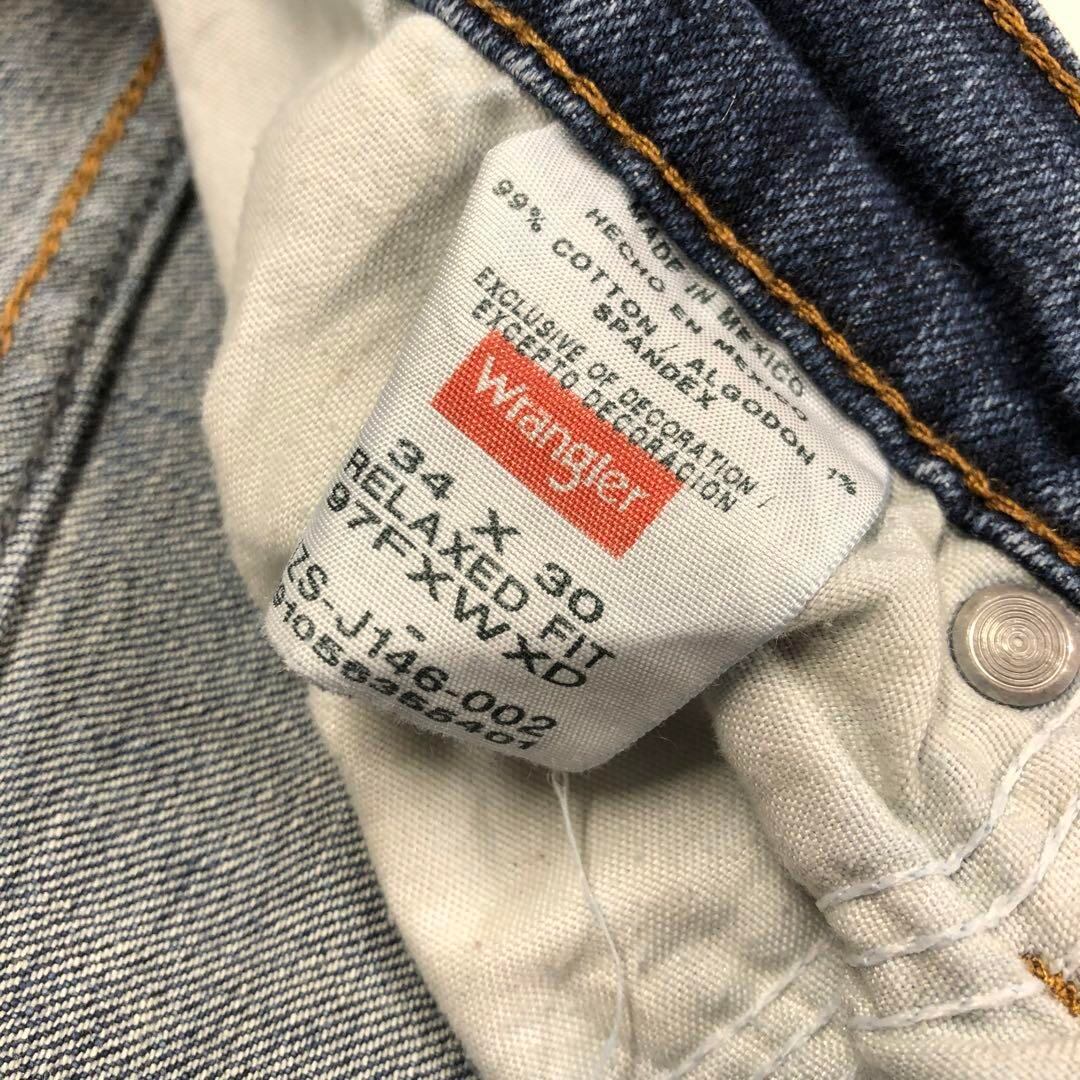 MADE IN MEXICO
HECHO EN MEXICO
99% COTTON / ALGODON 1%
SPANDEX
EXCLUSIVE OF DECORATION /
EXCEPTO DECORACION
Wrangler
34 X 30
RELAXED FIT
97FXWXD
-
ZS-J146-002